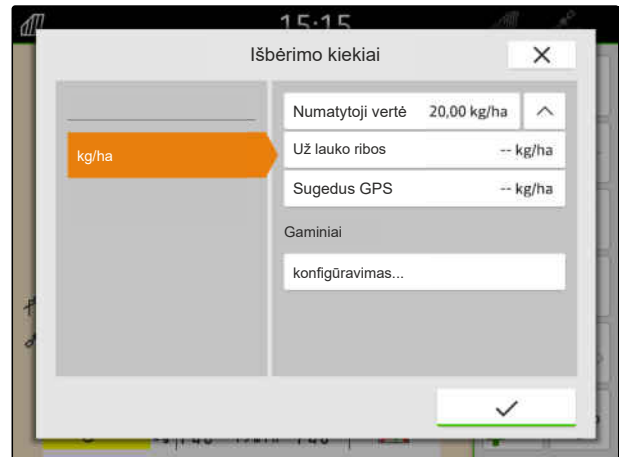 15:15
Išbėrimo kiekiai
Numatytoji vertė 20,00 kg/ha
kg/ha
Už lauko ribos -- kg/ha
Sugedus GPS -- kg/ha
Gaminiai
konfigūravimas...